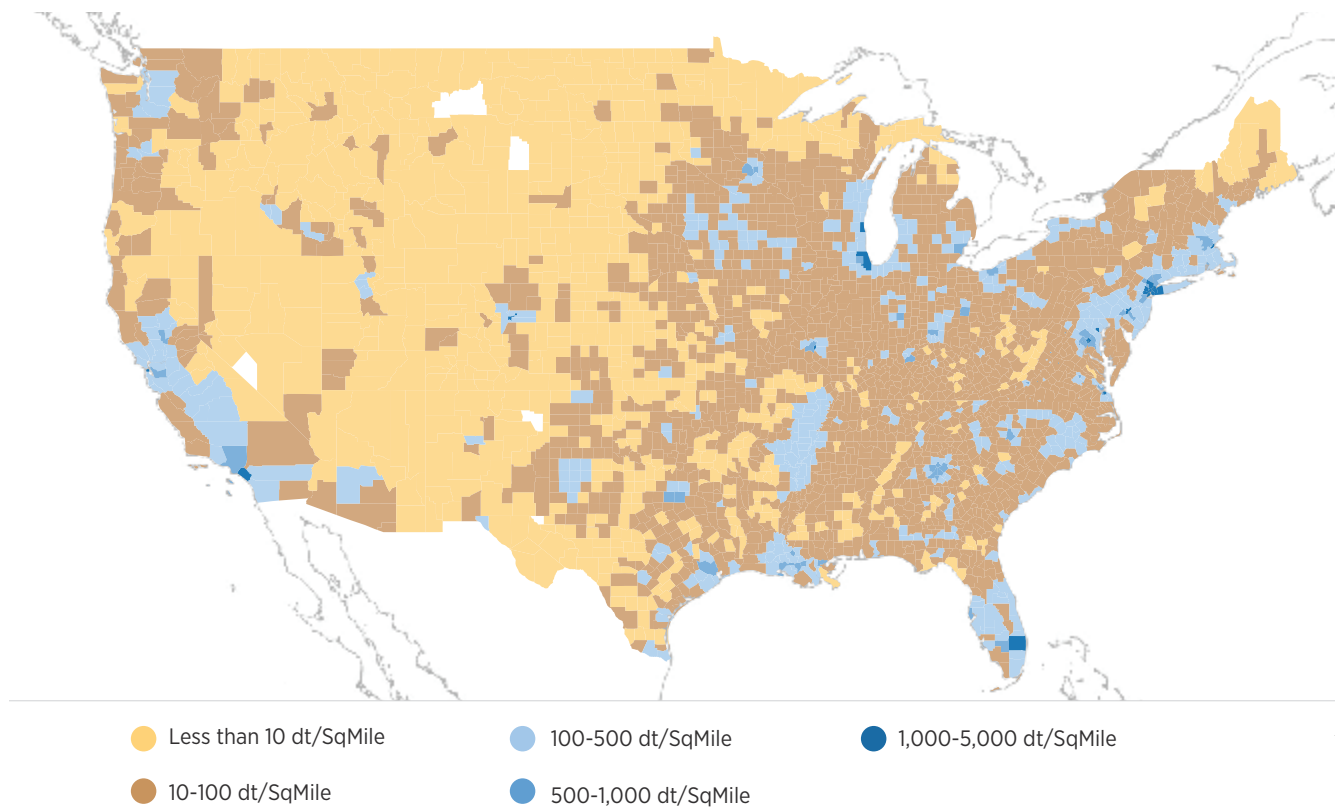 Less than 10 dt/SqMile
100-500 dt/SqMile
1,000-5,000 dt/SqMile
10-100 dt/SqMile
500-1,000 dt/SqMile